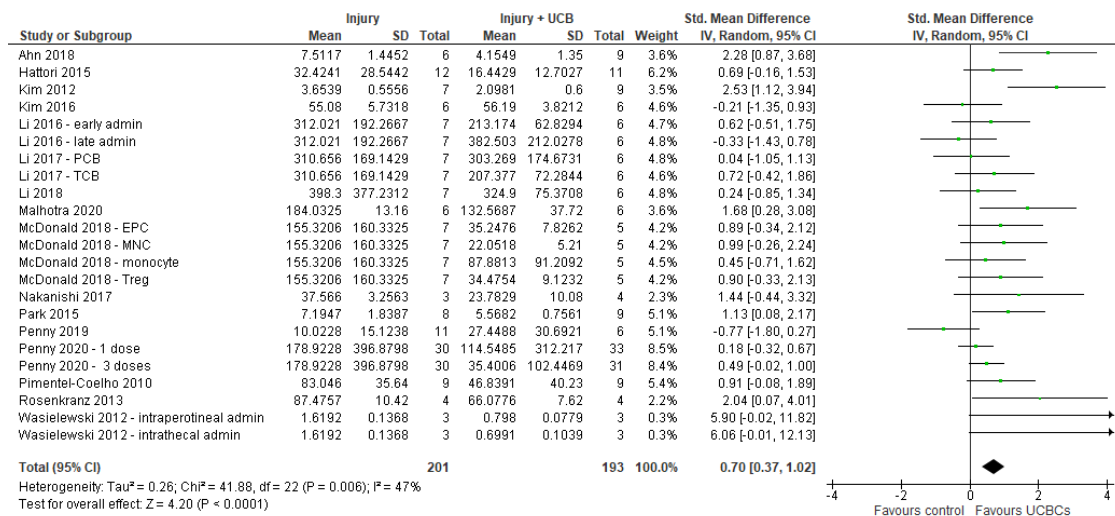 Injury Injury + UCB Std. Mean Difference Std. Mean Difference
Study or Subgroup Mean SD Total Mean SD Total Weight IV, Random, 95% CI IV, Random, 95% CI
Ahn 2018 7.5117 1.4452 6 4.1549 1.35 9 3.6% 2.28 [0.87, 3.68]
Hattori 2015 32.4241 28.5442 12 16.4429 12.7027 11 6.2% 0.69 [-0.16, 1.53]
Kim 2012 3.6539 0.5556 7 2.0981 0.6 9 3.6% 2.53 [1.12, 3.94]
Kim 2016 55.08 5.7318 6 56.19 3.8212 6 4.6% -0.21 [-1.35, 0.93]
Li 2016 - early admin 312.021 192.2667 7 213.174 62.8294 6 4.7% 0.62 [-0.51, 1.75]
Li 2016 - late admin 312.021 192.2667 7 382.503 212.0278 6 4.8% -0.33 [-1.43, 0.78]
Li 2017 - PCB 310.656 169.1429 7 303.269 174.6731 6 4.8% 0.04 [-1.05, 1.13]
Li 2017 - TCB 310.656 169.1429 7 207.377 72.2844 6 4.6% 0.72 [-0.42, 1.86]
Li 2018 398.3 377.2312 7 324.9 75.3708 6 4.8% 0.24 [-0.85, 1.34]
Malhotra 2020 184.0325 13.16 6 132.5687 37.72 6 3.6% 1.68 [0.28, 3.08]
McDonald 2018 - EPC 155.3206 160.3325 7 35.2476 7.8262 5 4.2% 0.89 [-0.34, 2.12]
McDonald 2018 - MNC 155.3206 160.3325 7 22.0518 5.21 5 4.2% 0.99 [-0.26, 2.24]
McDonald 2018 - monocyte 155.3206 160.3325 7 87.8813 91.2092 5 4.5% 0.45 [-0.71, 1.62]
McDonald 2018 - Treg 155.3206 160.3325 7 34.4754 9.1232 5 4.2% 0.90 [-0.33, 2.13]
Nakanishi 2017 37.566 3.2563 3 23.7829 10.08 4 2.4% 1.44 [-0.44, 3.32]
Park 2015 7.1947 1.8387 8 5.5682 0.7561 9 5.1% 1.13 [0.08, 2.17]
Penny 2019 10.0228 15.1238 11 27.4488 30.6921 6 5.1% -0.77 [-1.80, 0.27]
Penny 2020 - 1 dose 178.9228 396.8798 30 114.5485 312.217 33 8.5% 0.18 [-0.32, 0.67]
Penny 2020 - 3 doses 178.9228 396.8798 30 35.4006 102.4469 31 8.4% 0.49 [-0.02, 1.00]
Pimentel-Coelho 2010 83.046 35.64 9 46.8391 40.23 9 5.4% 0.91 [-0.08, 1.89]
Rosenkranz 2013 87.4757 10.42 4 66.0776 7.62 4 2.2% 2.04 [0.07, 4.01]
Wasielewski 2012 - intraperotineal admin 1.6192 0.1368 3 0.798 0.0779 3 0.3% 5.90 [-0.02, 11.82]
Wasielewski 2012 - intrathecal admin 1.6192 0.1368 3 0.6991 0.1039 3 0.3% 6.06 [-0.01, 12.13]
Total (95% CI) 201 193 100.0% 0.70 [0.37, 1.02]
Heterogeneity: Tau² = 0.26; Chi² = 41.88, df = 22 (P = 0.006); I² = 47%
Test for overall effect: Z = 4.20 (P < 0.0001)
-4 -2 0 2 4
Favours control Favours UCBCs